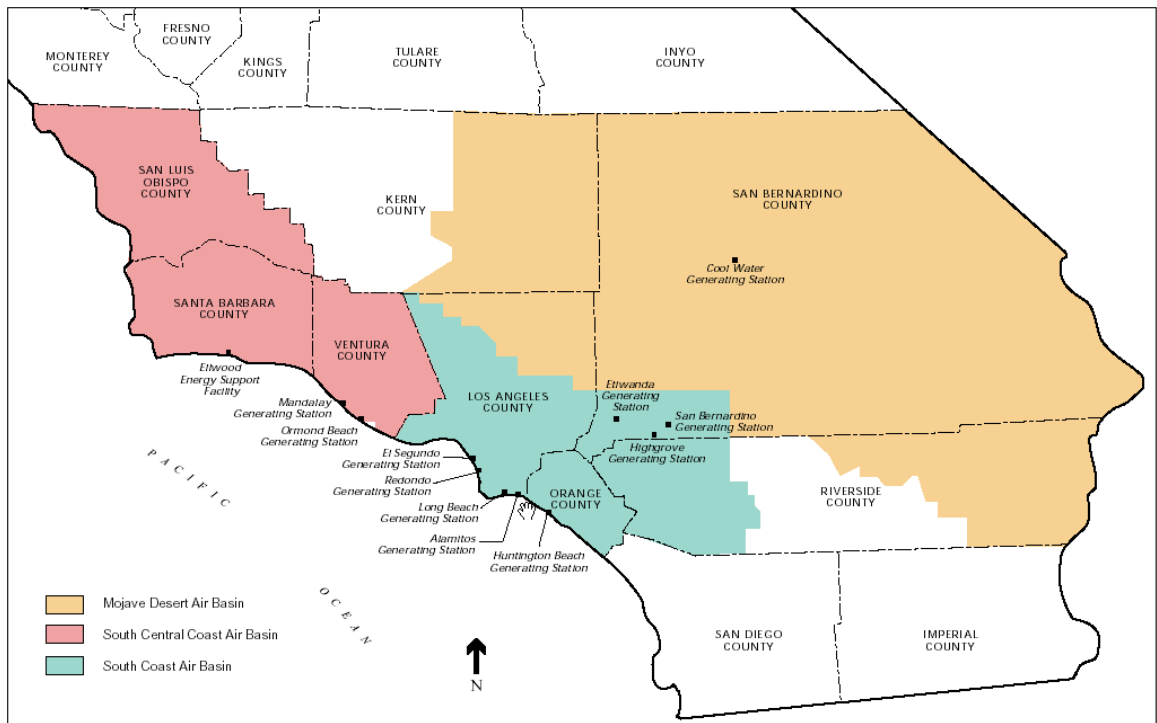 FRESNO
COUNTY
MONTEREY
COUNTY
KINGS
COUNTY
TULARE
COUNTY
INYO
COUNTY
SAN LUIS
OBISPO
COUNTY
KERN
COUNTY
SAN BERNARDINO
COUNTY
Cool Water
Generating Station
SANTA BARBARA
COUNTY
VENTURA
COUNTY
Ellwood
Energy Support
Facility
Mandalay
Generating Station
Ormond Beach
Generating Station
LOS ANGELES
COUNTY
Etiwanda
Generating
Station
San Bernardino
Generating Station
Highgrove
Generating Station
El Segundo
Generating Station
Redondo
Generating Station
Long Beach
Generating Station
Alamitos
Generating Station
Huntington Beach
Generating Station
ORANGE
COUNTY
RIVERSIDE
COUNTY
PACIFIC
OCEAN
Mojave Desert Air Basin
South Central Coast Air Basin
South Coast Air Basin
N
SAN DIEGO
COUNTY
IMPERIAL
COUNTY